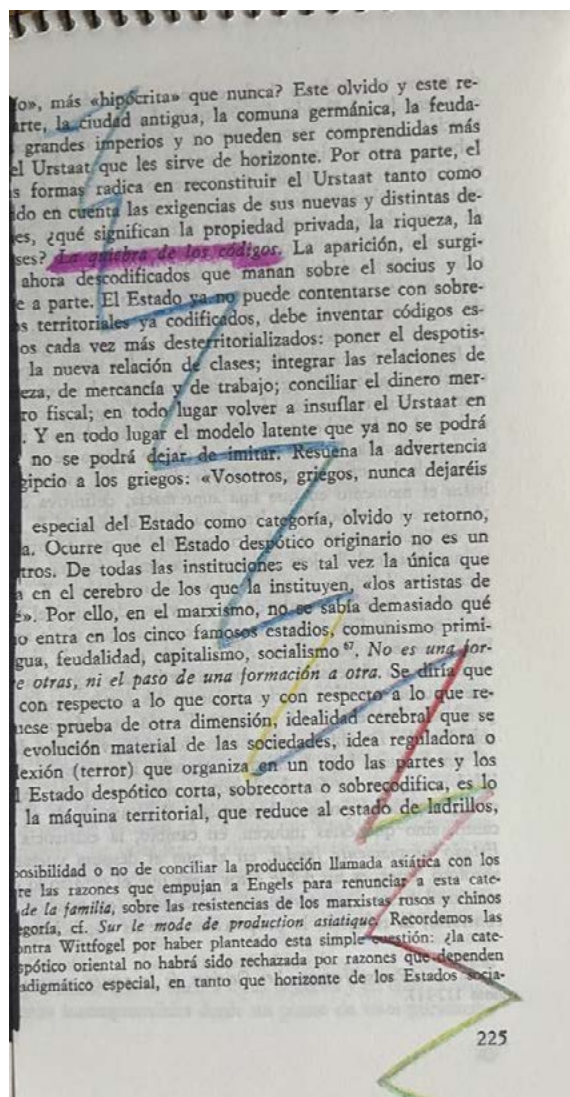 o», más «hipócrita» que nunca? Este olvido y este re-
arte, la ciudad antigua, la comuna germánica, la feuda-
grandes imperios y no pueden ser comprendidas más
el Urstaat que les sirve de horizonte. Por otra parte, el
s formas radica en reconstituir el Urstaat tanto como
do en cuenta las exigencias de sus nuevas y distintas de-
es, ¿qué significan la propiedad privada, la riqueza, la
ses? La quiebra de los códigos. La aparición, el surgi-
ahora descodificados que manan sobre el socius y lo
e a parte. El Estado ya no puede contentarse con sobre-
s territoriales ya codificados, debe inventar códigos es-
os cada vez más desterritorializados: poner el despotis-
la nueva relación de clases; integrar las relaciones de
eza, de mercancía y de trabajo; conciliar el dinero mer-
ro fiscal; en todo lugar volver a insuflar el Urstaat en
. Y en todo lugar el modelo latente que ya no se podrá
no se podrá dejar de imitar. Resuena la advertencia
gipcio a los griegos: «Vosotros, griegos, nunca dejaréis
especial del Estado como categoría, olvido y retorno,
a. Ocurre que el Estado despótico originario no es un
tros. De todas las instituciones es tal vez la única que
a en el cerebro de los que la instituyen, «los artistas de
». Por ello, en el marxismo, no se sabía demasiado qué
o entra en los cinco famosos estadios, comunismo primi-
gua, feudalidad, capitalismo, socialismo 67. No es una for-
e otras, ni el paso de una formación a otra. Se diría que
con respecto a lo que corta y con respecto a lo que re-
uese prueba de otra dimensión, idealidad cerebral que se
evolución material de las sociedades, idea reguladora o
lexión (terror) que organiza en un todo las partes y los
l Estado despótico corta, sobrecorta o sobrecodifica, es lo
la máquina territorial, que reduce al estado de ladrillos,
osibilidad o no de conciliar la producción llamada asiática con los
re las razones que empujan a Engels para renunciar a esta cate-
de la familia, sobre las resistencias de los marxistas rusos y chinos
egoría, cf. Sur le mode de production asiatique. Recordemos las
ontra Wittfogel por haber planteado esta simple cuestión: ¿la cate-
spótico oriental no habrá sido rechazada por razones que dependen
adigmático especial, en tanto que horizonte de los Estados socia-
225